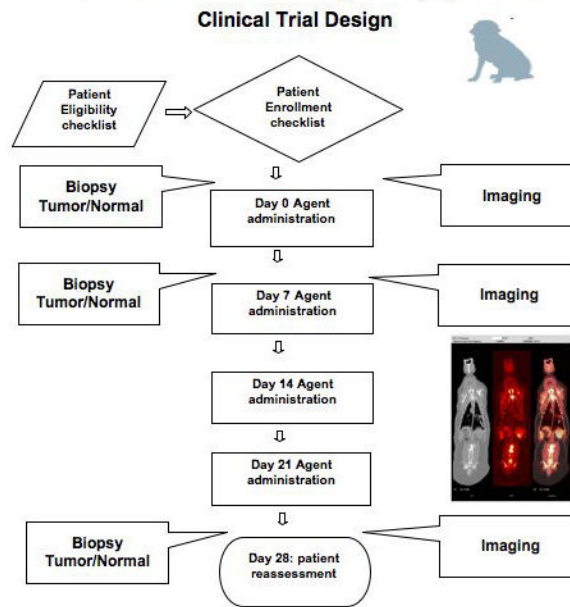 Clinical Trial Design
Patient
Eligibility
checklist
Patient
Enrollment
checklist
Biopsy
Tumor/Normal
Day 0 Agent
administration
Imaging
Biopsy
Tumor/Normal
Day 7 Agent
administration
Imaging
Day 14 Agent
administration
Day 21 Agent
administration
Biopsy
Tumor/Normal
Day 28: patient
reassessment
Imaging